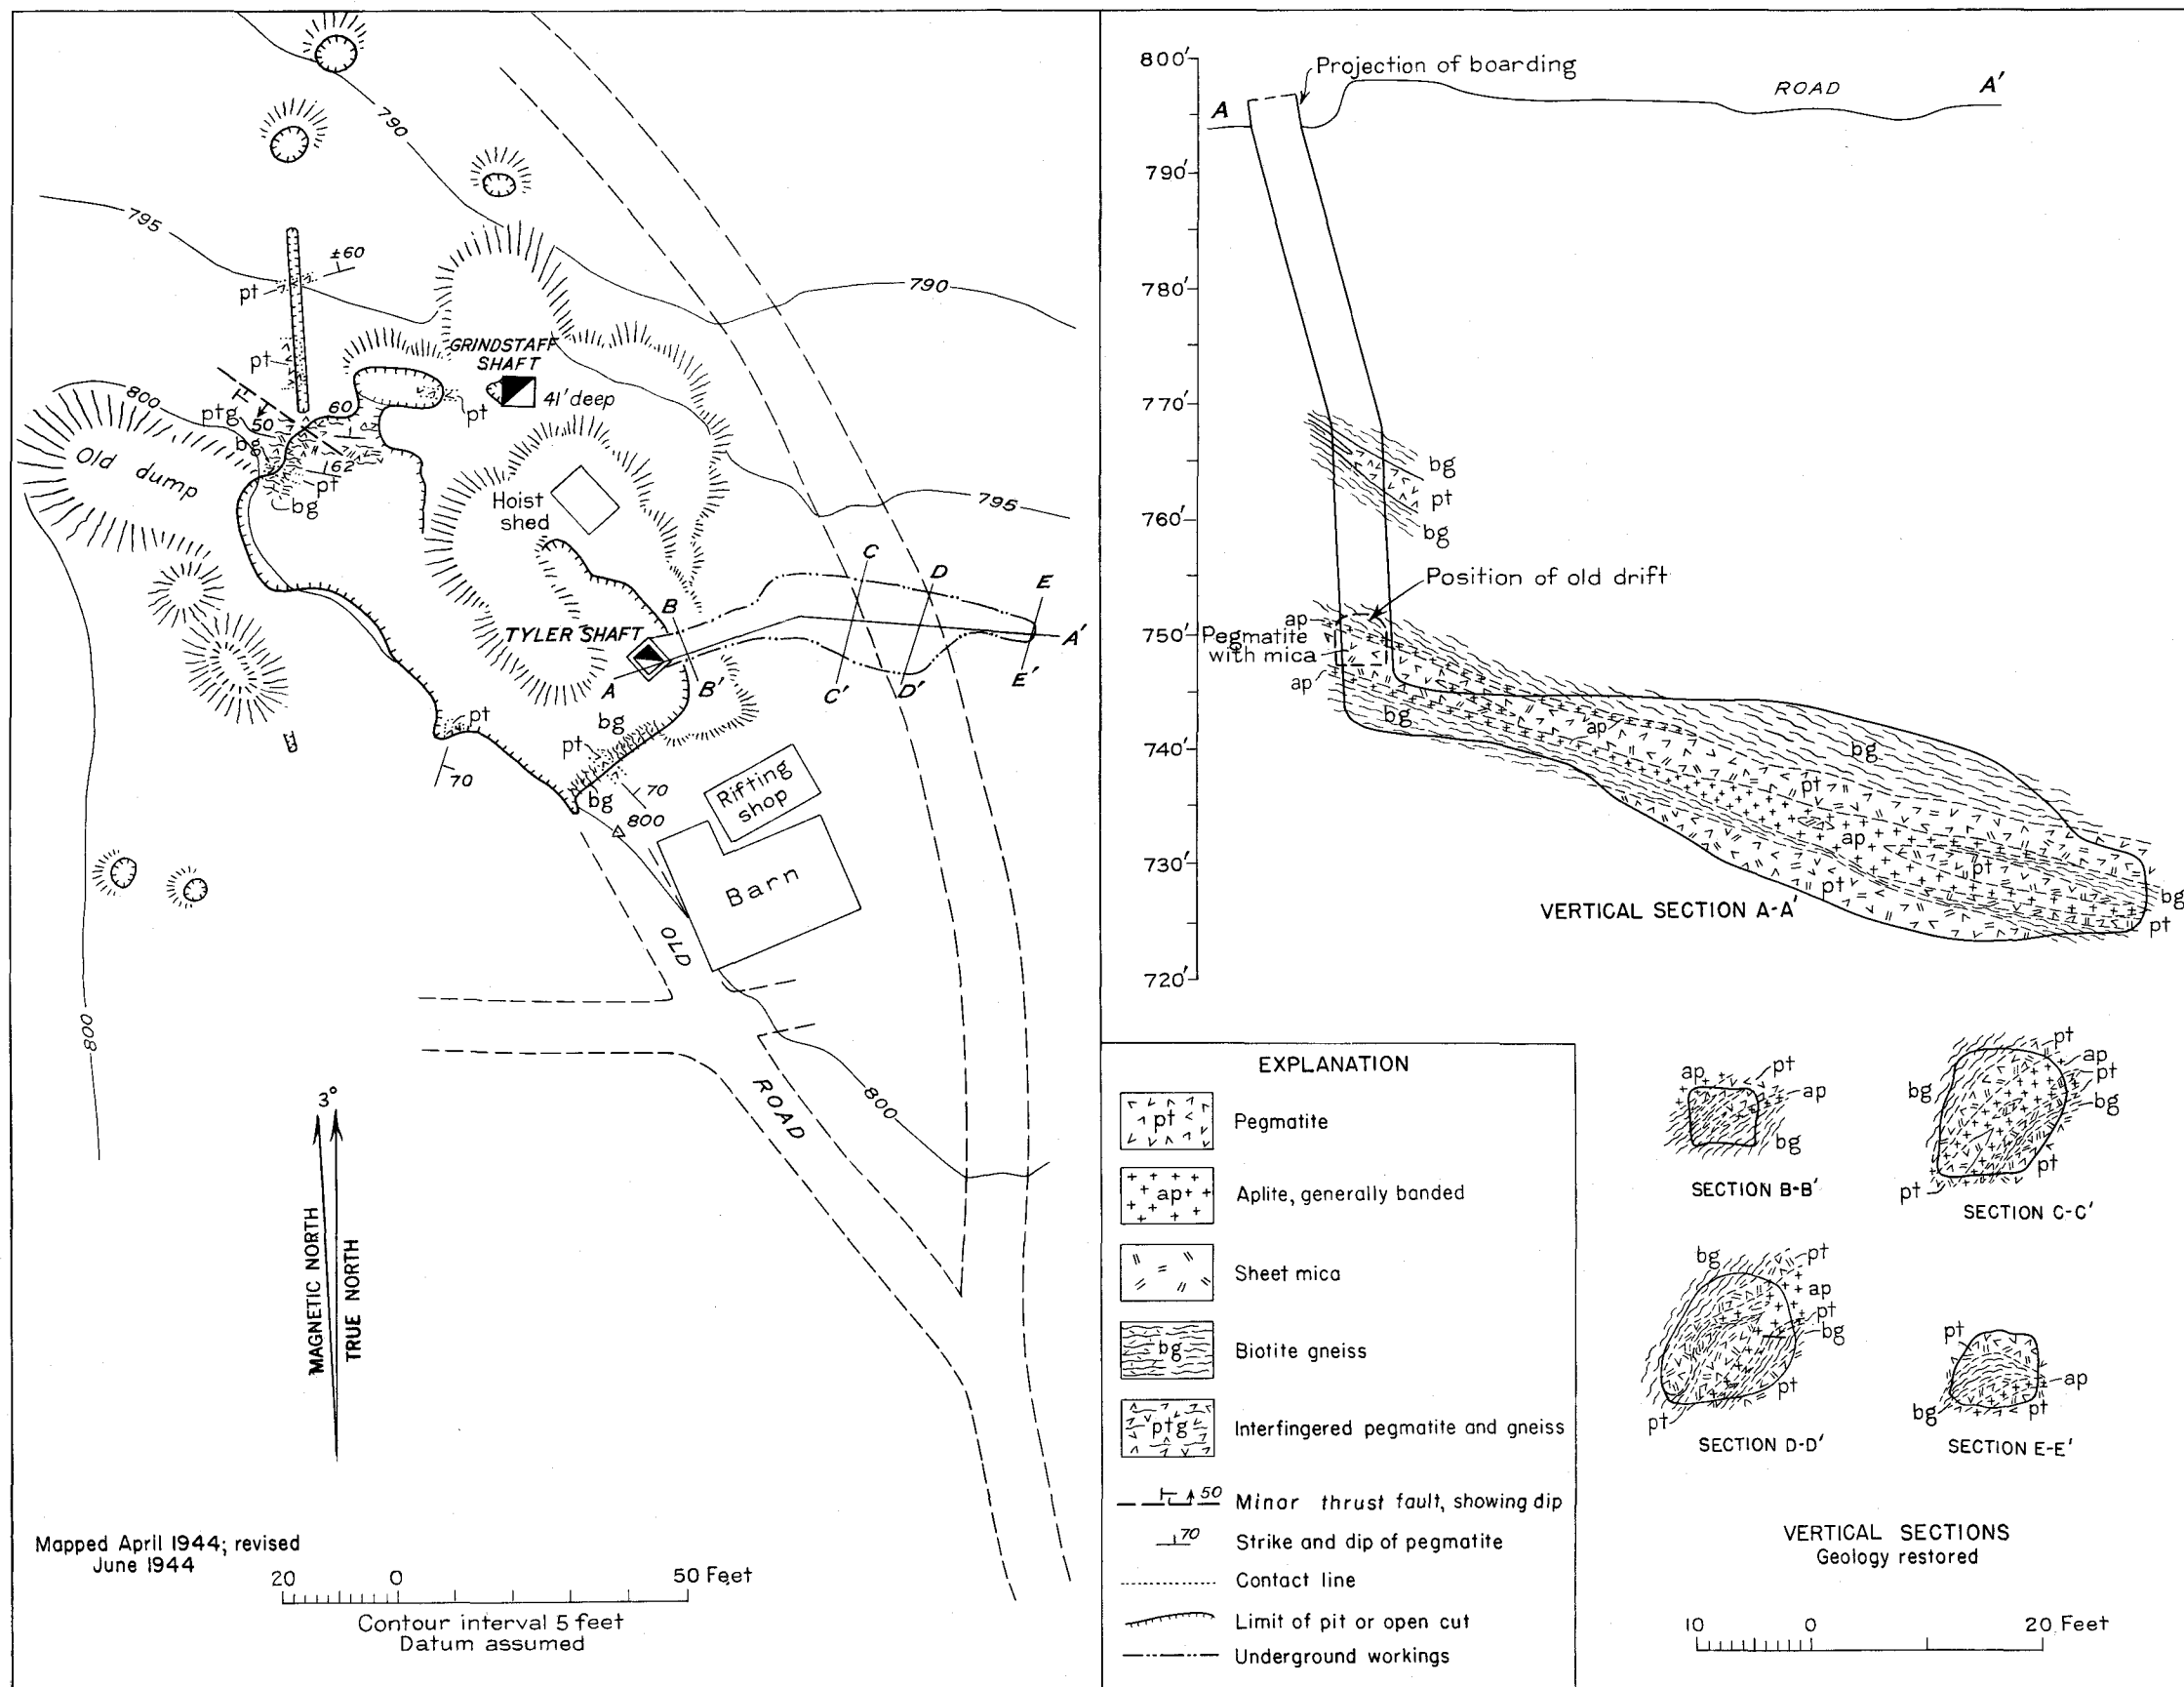 790
795
±60
pt
790
pt
GRINDSTAFF
SHAFT
41' deep
800
ptg
50
60
pt
bg
Old dump
162
pt
bg
Hoist
shed
795
C
D
E
B
TYLER SHAFT
A
A'
B'
C'
D'
E'
pt
bg
pt
70
bg
70
800
Rifting
shop
Barn
OLD
ROAD
800
800
3°
MAGNETIC NORTH
TRUE NORTH
Mapped April 1944; revised
June 1944
20 0 50 Feet
Contour interval 5 feet
Datum assumed
800'
Projection of boarding
A
ROAD
A'
790'
780'
770'
bg
pt
760'
bg
Position of old drift
ap
750'
Pegmatite
with mica
ap
bg
ap
740'
bg
pt
ap
730'
pt
pt
bg
pt
VERTICAL SECTION A-A'
720'
EXPLANATION
pt
Pegmatite
ap
Aplite, generally banded
Sheet mica
bg
Biotite gneiss
ptg
Interfingered pegmatite and gneiss
50
Minor thrust fault, showing dip
70
Strike and dip of pegmatite
Contact line
Limit of pit or open cut
Underground workings
ap
pt
ap
bg
SECTION B-B'
pt
ap
pt
bg
bg
pt
pt
SECTION C-C'
bg
pt
ap
pt
bg
pt
pt
SECTION D-D'
pt
ap
bg
pt
SECTION E-E'
VERTICAL SECTIONS
Geology restored
10 0 20 Feet